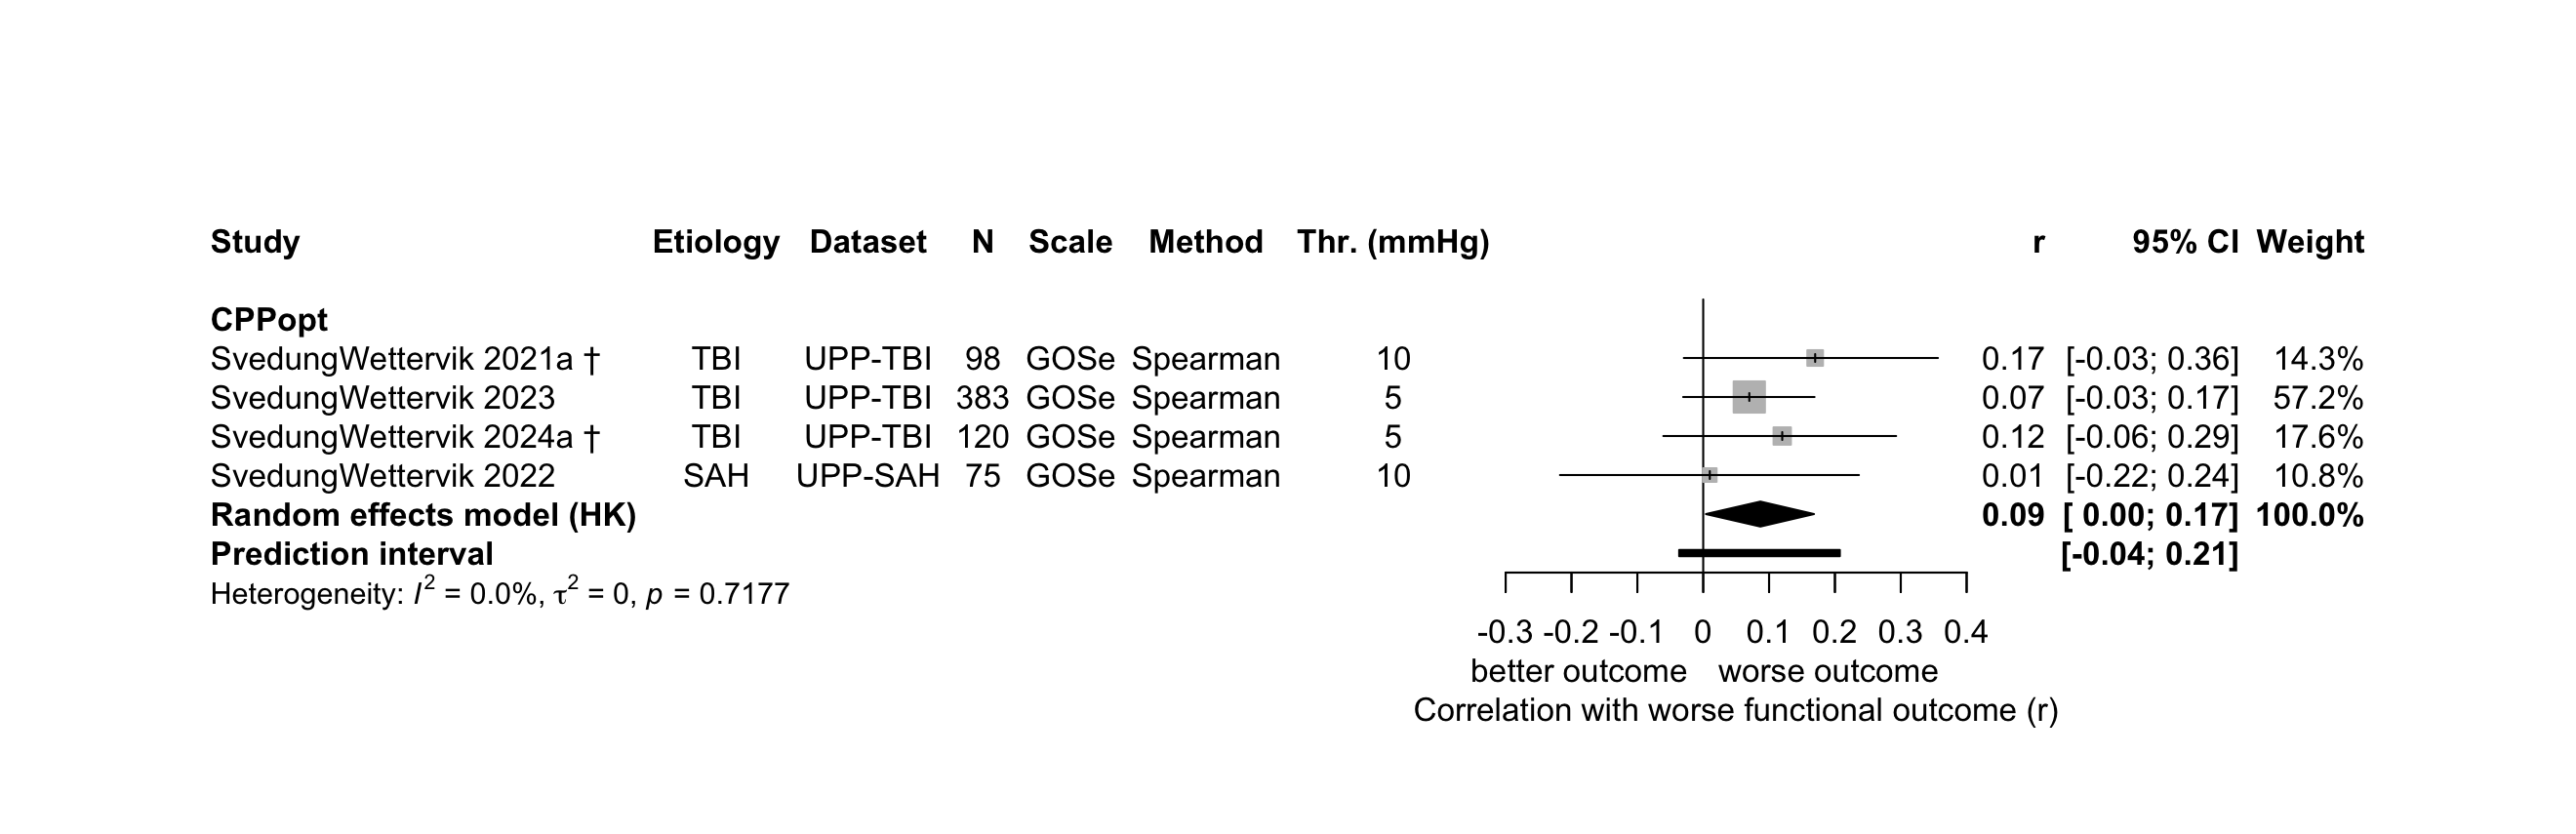 Study Etiology Dataset N Scale Method Thr. (mmHg) r 95% CI Weight
CPPopt
SvedungWettervik 2021a † TBI UPP-TBI 98 GOSe Spearman 10 0.17 [-0.03; 0.36] 14.3%
SvedungWettervik 2023 TBI UPP-TBI 383 GOSe Spearman 5 0.07 [-0.03; 0.17] 57.2%
SvedungWettervik 2024a † TBI UPP-TBI 120 GOSe Spearman 5 0.12 [-0.06; 0.29] 17.6%
SvedungWettervik 2022 SAH UPP-SAH 75 GOSe Spearman 10 0.01 [-0.22; 0.24] 10.8%
Random effects model (HK) 0.09 [ 0.00; 0.17] 100.0%
Prediction interval [-0.04; 0.21]
Heterogeneity: I² = 0.0%, τ² = 0, p = 0.7177
-0.3 -0.2 -0.1 0 0.1 0.2 0.3 0.4
better outcome worse outcome
Correlation with worse functional outcome (r)